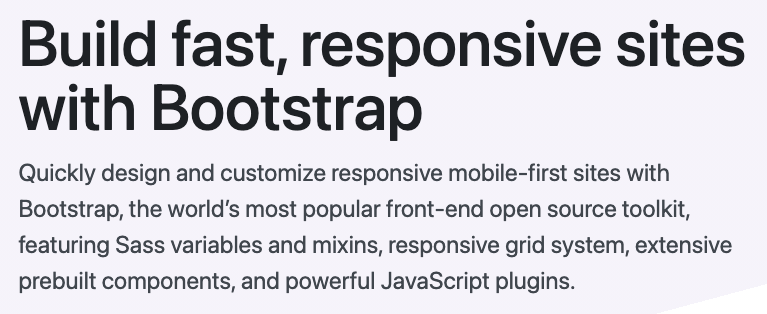 Build fast, responsive sites
with Bootstrap
Quickly design and customize responsive mobile-first sites with
Bootstrap, the world’s most popular front-end open source toolkit,
featuring Sass variables and mixins, responsive grid system, extensive
prebuilt components, and powerful JavaScript plugins.